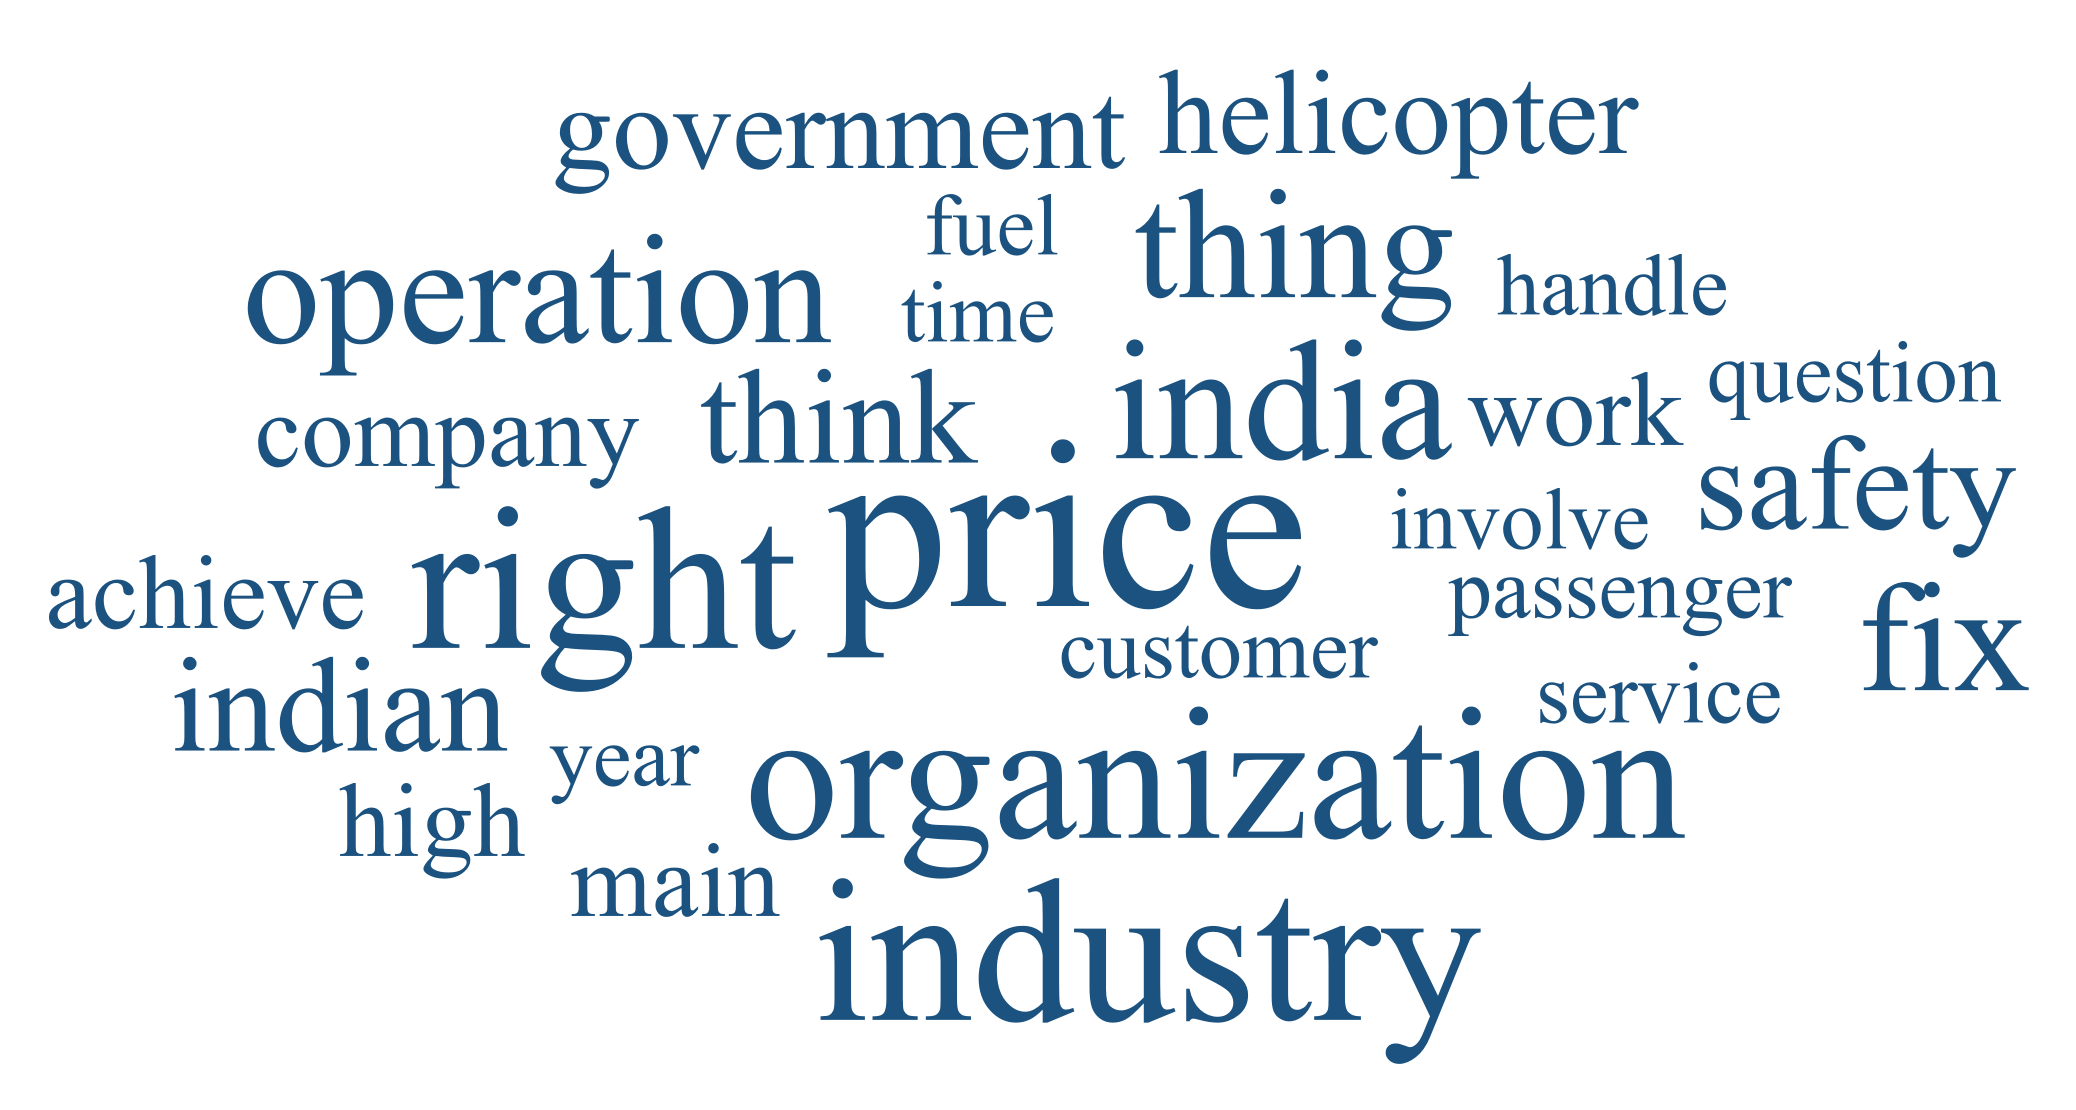 government helicopter
fuel thing
operation time handle
company think india work question
right price involve safety
achieve customer passenger fix
indian year organization service
high main
industry